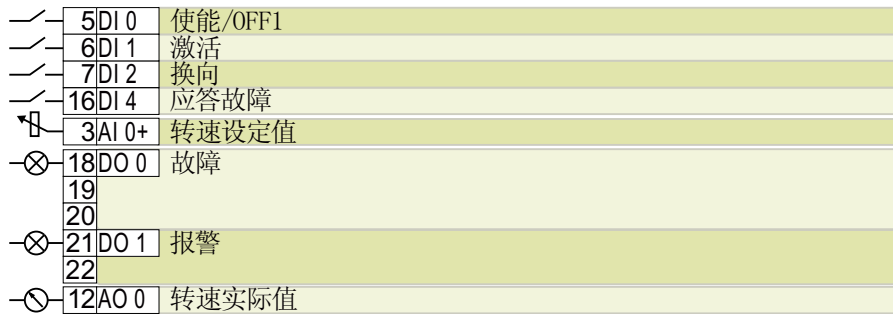 5 DI 0 使能/OFF1
6 DI 1 激活
7 DI 2 换向
16 DI 4 应答故障
3 AI 0+ 转速设定值
18 DO 0 故障
19
20
21 DO 1 报警
22
12 AO 0 转速实际值